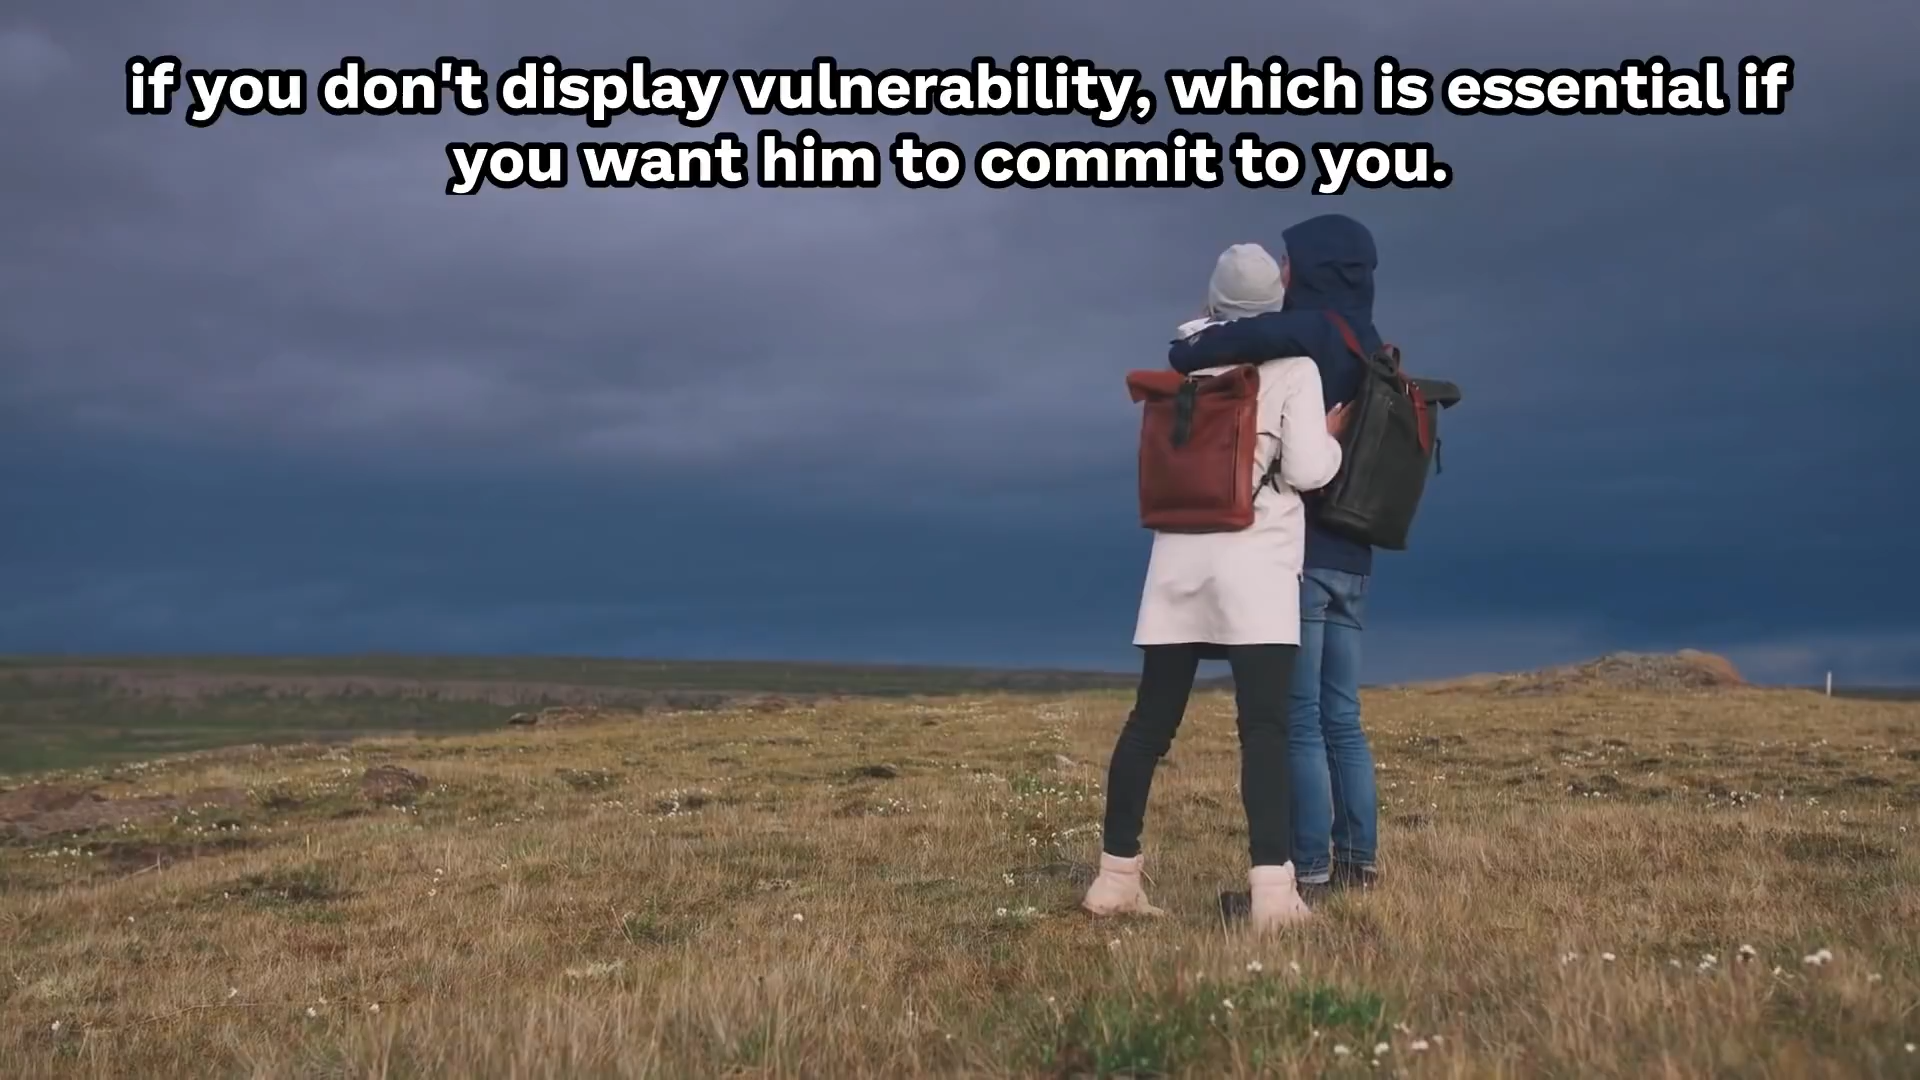 if you don't display vulnerability, which is essential if
you want him to commit to you.